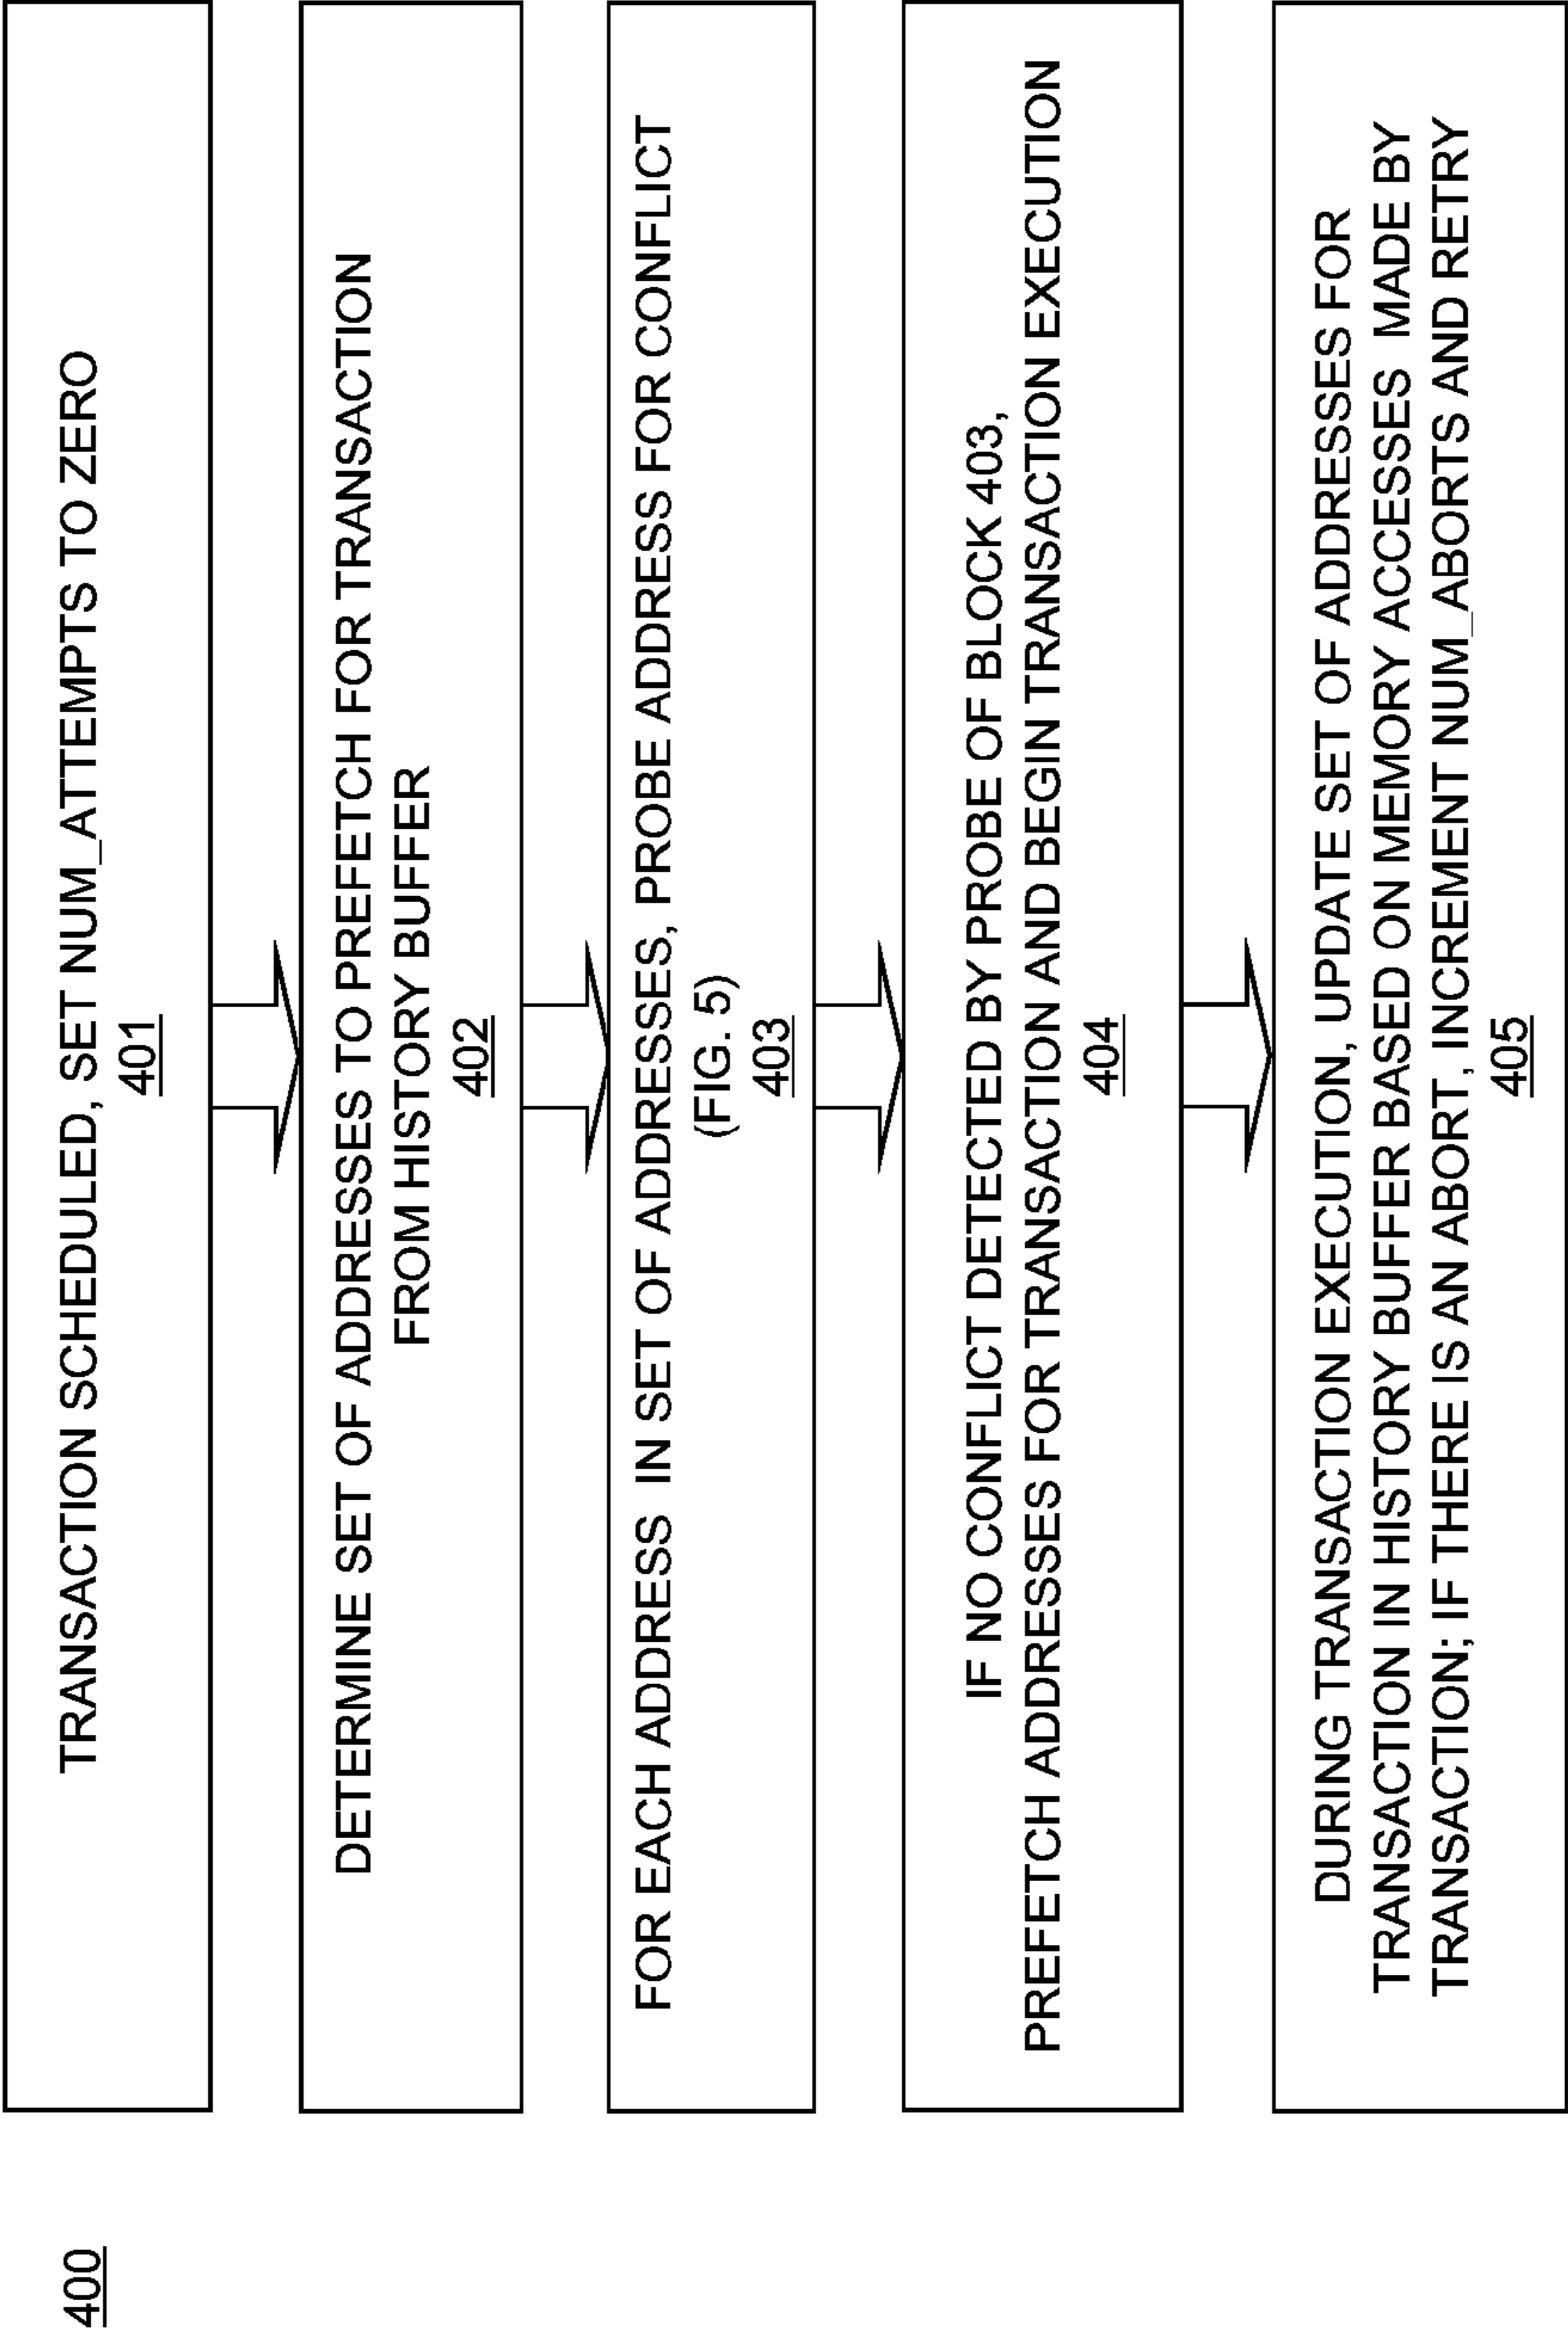 400
TRANSACTION SCHEDULED, SET NUM_ATTEMPTS TO ZERO
401
DETERMINE SET OF ADDRESSES TO PREFETCH FOR TRANSACTION
FROM HISTORY BUFFER
402
FOR EACH ADDRESS IN SET OF ADDRESSES, PROBE ADDRESS FOR CONFLICT
(FIG. 5)
403
IF NO CONFLICT DETECTED BY PROBE OF BLOCK 403,
PREFETCH ADDRESSES FOR TRANSACTION AND BEGIN TRANSACTION EXECUTION
404
DURING TRANSACTION EXECUTION, UPDATE SET OF ADDRESSES FOR
TRANSACTION IN HISTORY BUFFER BASED ON MEMORY ACCESSES MADE BY
TRANSACTION; IF THERE IS AN ABORT, INCREMENT NUM_ABORTS AND RETRY
405